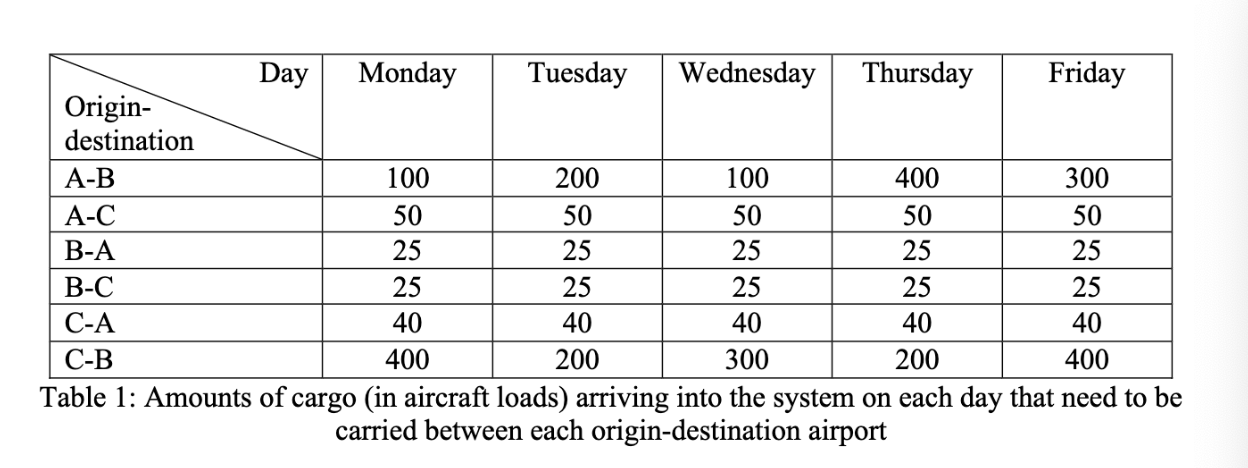 Day Monday Tuesday Wednesday Thursday Friday
Origin-
destination
A-B 100 200 100 400 300
A-C 50 50 50 50 50
B-A 25 25 25 25 25
B-C 25 25 25 25 25
C-A 40 40 40 40 40
C-B 400 200 300 200 400
Table 1: Amounts of cargo (in aircraft loads) arriving into the system on each day that need to be
carried between each origin-destination airport